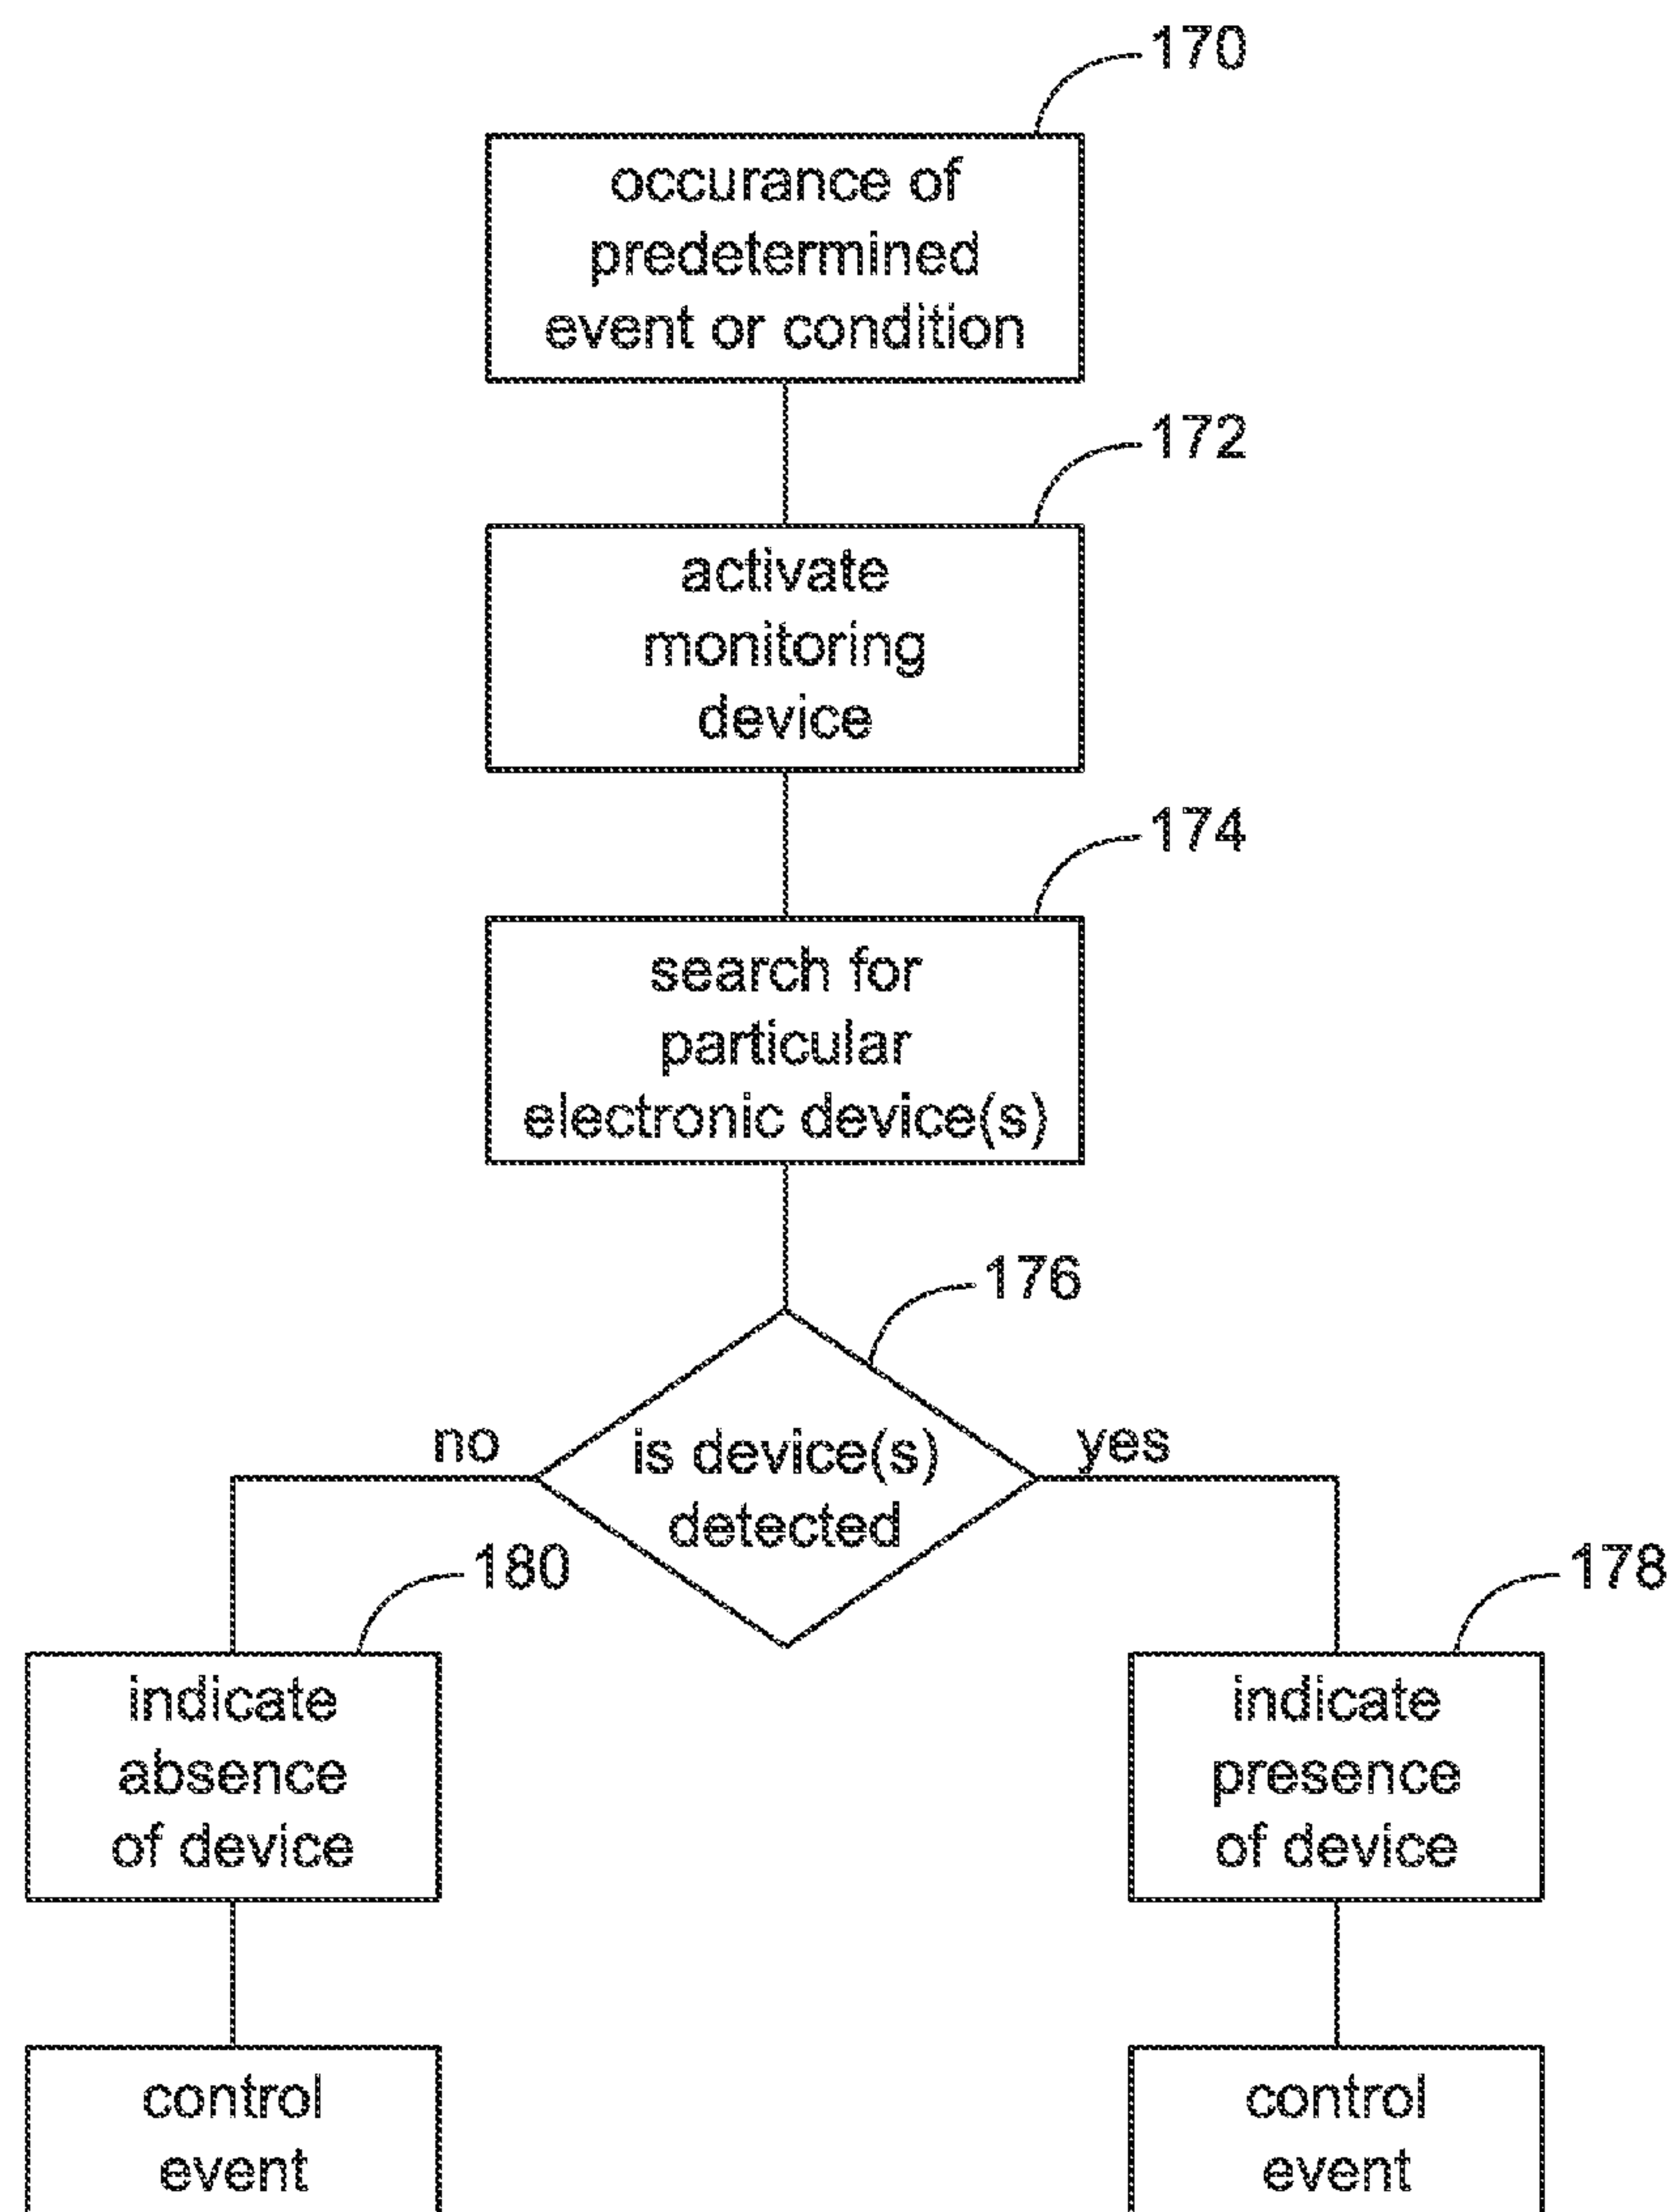 170
occurance of
predetermined
event or condition
172
activate
monitoring
device
174
search for
particular
electronic device(s)
176
no
is device(s)
detected
yes
180
indicate
absence
of device
178
indicate
presence
of device
control
event
control
event